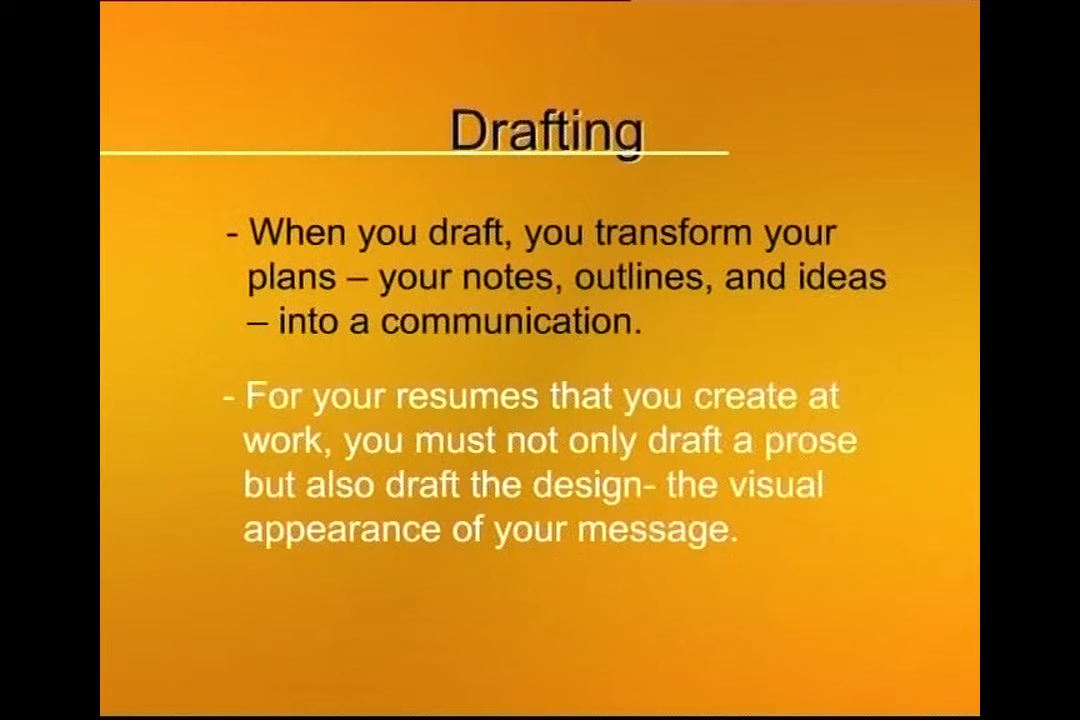 Drafting
- When you draft, you transform your
plans – your notes, outlines, and ideas
– into a communication.
- For your resumes that you create at
work, you must not only draft a prose
but also draft the design- the visual
appearance of your message.